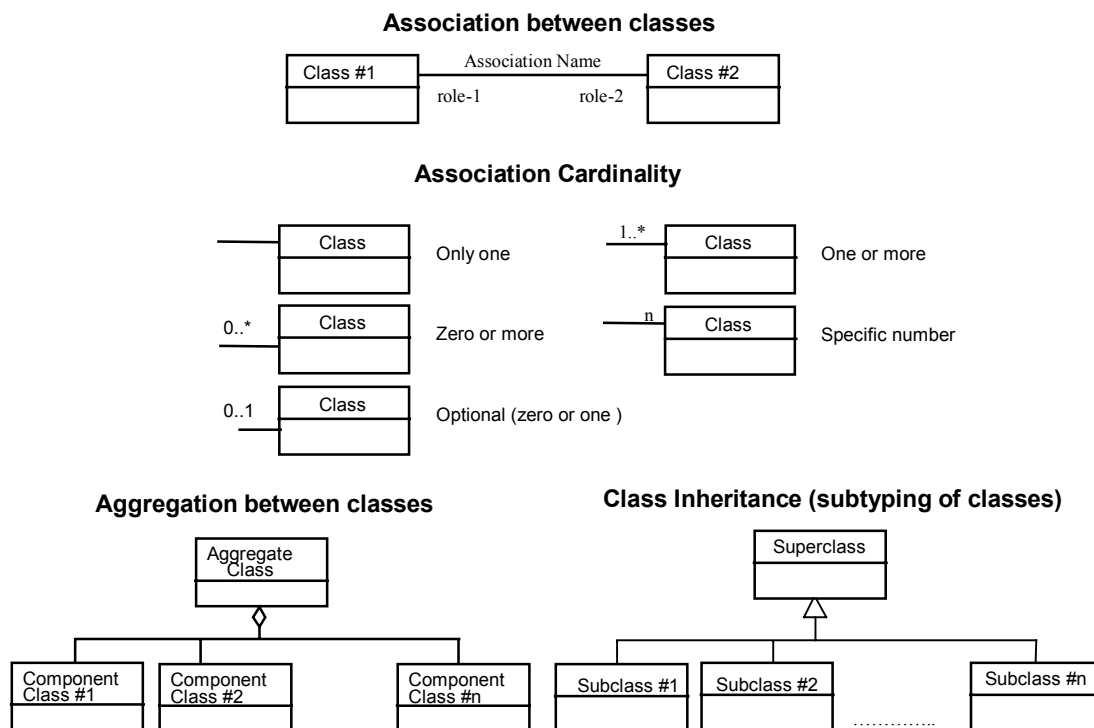 Association between classes
Class #1
Association Name
Class #2
role-1
role-2
Association Cardinality
Class
Only one
1..*
Class
One or more
0..*
Class
Zero or more
n
Class
Specific number
0..1
Class
Optional (zero or one )
Aggregation between classes
Class Inheritance (subtyping of classes)
Aggregate
Class
Superclass
Component
Class #1
Component
Class #2
Component
Class #n
Subclass #1
Subclass #2
…………..
Subclass #n